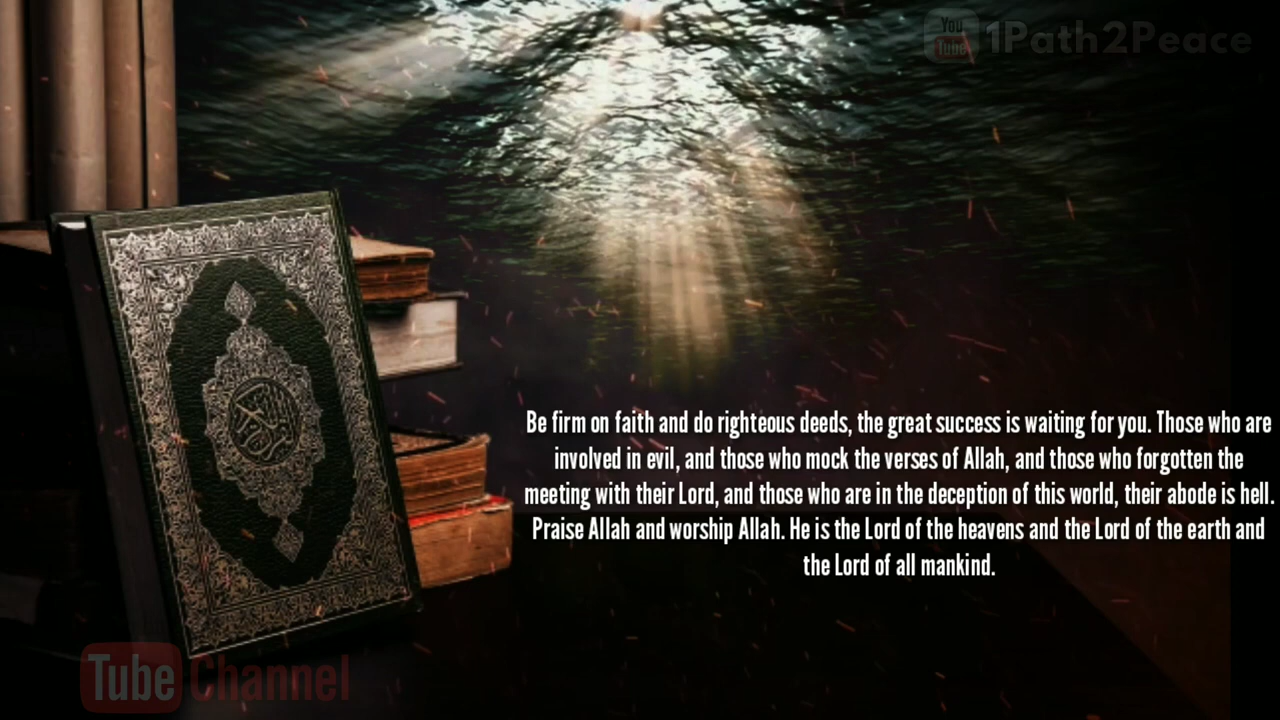 You
Tube
1Path2Peace
Be firm on faith and do righteous deeds, the great success is waiting for you. Those who are
involved in evil, and those who mock the verses of Allah, and those who forgotten the
meeting with their Lord, and those who are in the deception of this world, their abode is hell.
Praise Allah and worship Allah. He is the Lord of the heavens and the Lord of the earth and
the Lord of all mankind.
Tube Channel